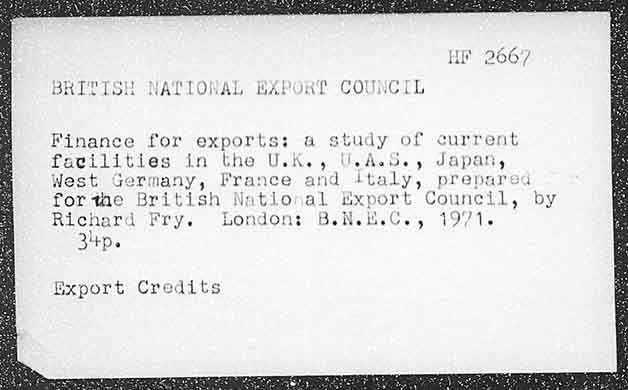 HF 2667
BRITISH NATIONAL EXPORT COUNCIL
Finance for exports: a study of current
facilities in the U.K., U.A.S., Japan,
West Germany, France and Italy, prepared
for the British National Export Council, by
Richard Fry. London: B.N.E.C., 1971.
34p.
Export Credits